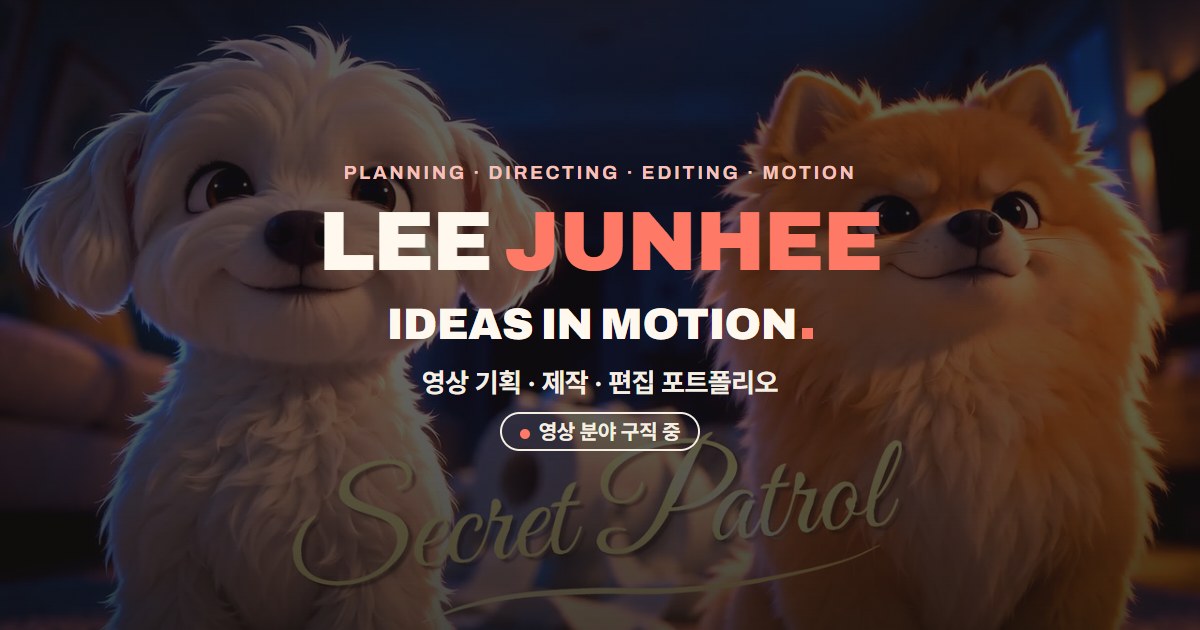 PLANNING · DIRECTING · EDITING · MOTION
LEE JUNHEE
IDEAS IN MOTION.
영상 기획 · 제작 · 편집 포트폴리오
영상 분야 구직 중
Secret Patrol